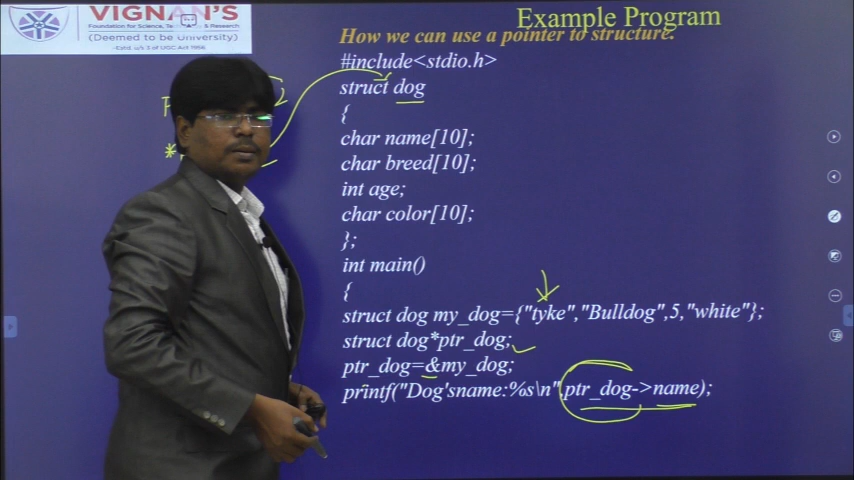 VIGNAN'S
Foundation for Science, & Research
(Deemed to be University)
-Estd. u/s 3 of UGC Act 1956
Example Program
How we can use a pointer to structure.
#include<stdio.h>
struct dog
{
char name[10];
char breed[10];
int age;
char color[10];
};
int main()
{
struct dog my_dog={"tyke","Bulldog",5,"white"};
struct dog*ptr_dog;
ptr_dog=&my_dog;
printf("Dog'sname:%s\n",ptr_dog->name);